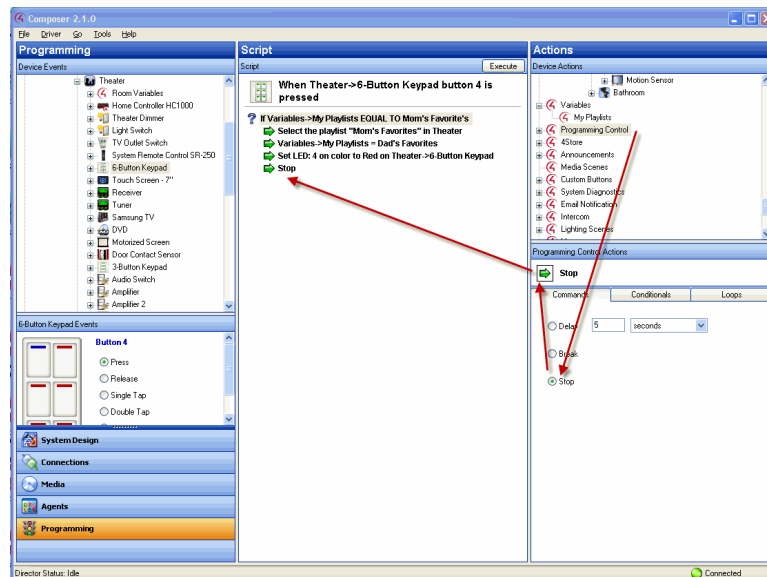 Composer 2.1.0
File Driver Go Tools Help
Programming
Device Events
Theater
Room Variables
Home Controller HC1000
Theater Dimmer
Light Switch
TV Outlet Switch
System Remote Control SR-250
6-Button Keypad
Touch Screen - 7"
Receiver
Tuner
Samsung TV
DVD
Motorized Screen
Door Contact Sensor
3-Button Keypad
Audio Switch
Amplifier
Amplifier 2
6-Button Keypad Events
Button 4
Press
Release
Single Tap
Double Tap
System Design
Connections
Media
Agents
Programming
Director Status: Idle
Script
Script
Execute
When Theater->6-Button Keypad button 4 is
pressed
? If Variables->My Playlists EQUAL TO Mom's Favorite's
Select the playlist "Mom's Favorites" in Theater
Variables->My Playlists = Dad's Favorites
Set LED: 4 on color to Red on Theater->6-Button Keypad
Stop
Actions
Device Actions
Motion Sensor
Bathroom
Variables
My Playlists
Programming Control
4Store
Announcements
Media Scenes
Custom Buttons
System Diagnostics
Email Notification
Intercom
Lighting Scenes
Programming Control Actions
Stop
Commands Conditionals Loops
Delay 5 seconds
Break
Stop
Connected